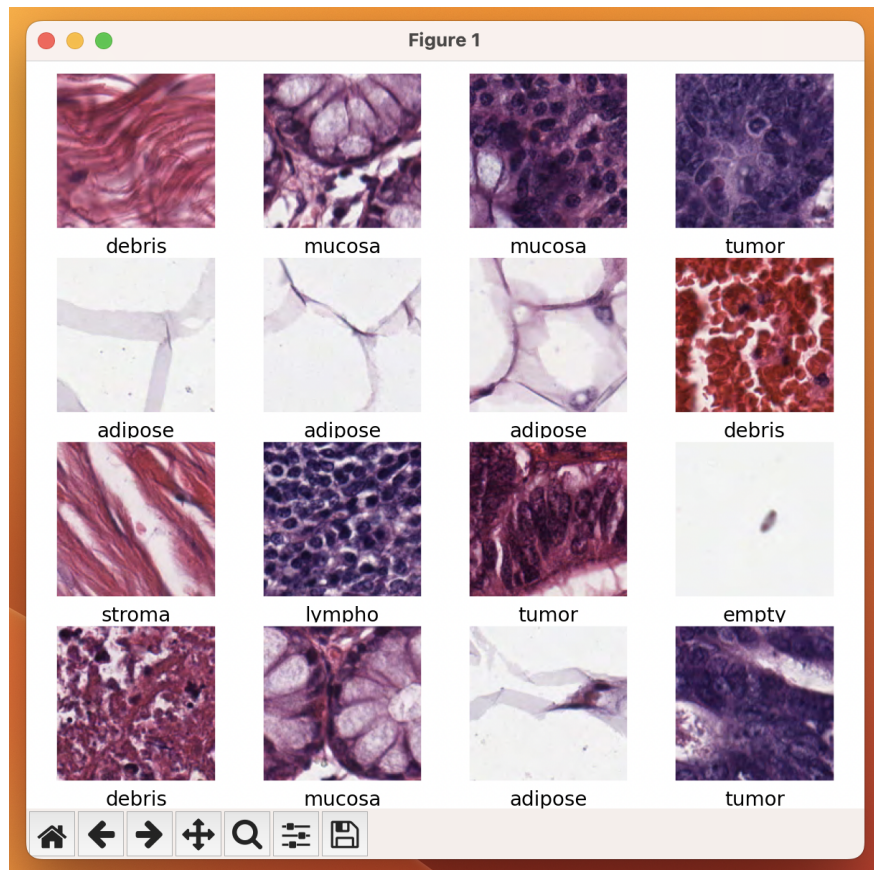 Figure 1
debris mucosa mucosa tumor
adipose adipose adipose debris
stroma lympho tumor empty
debris mucosa adipose tumor